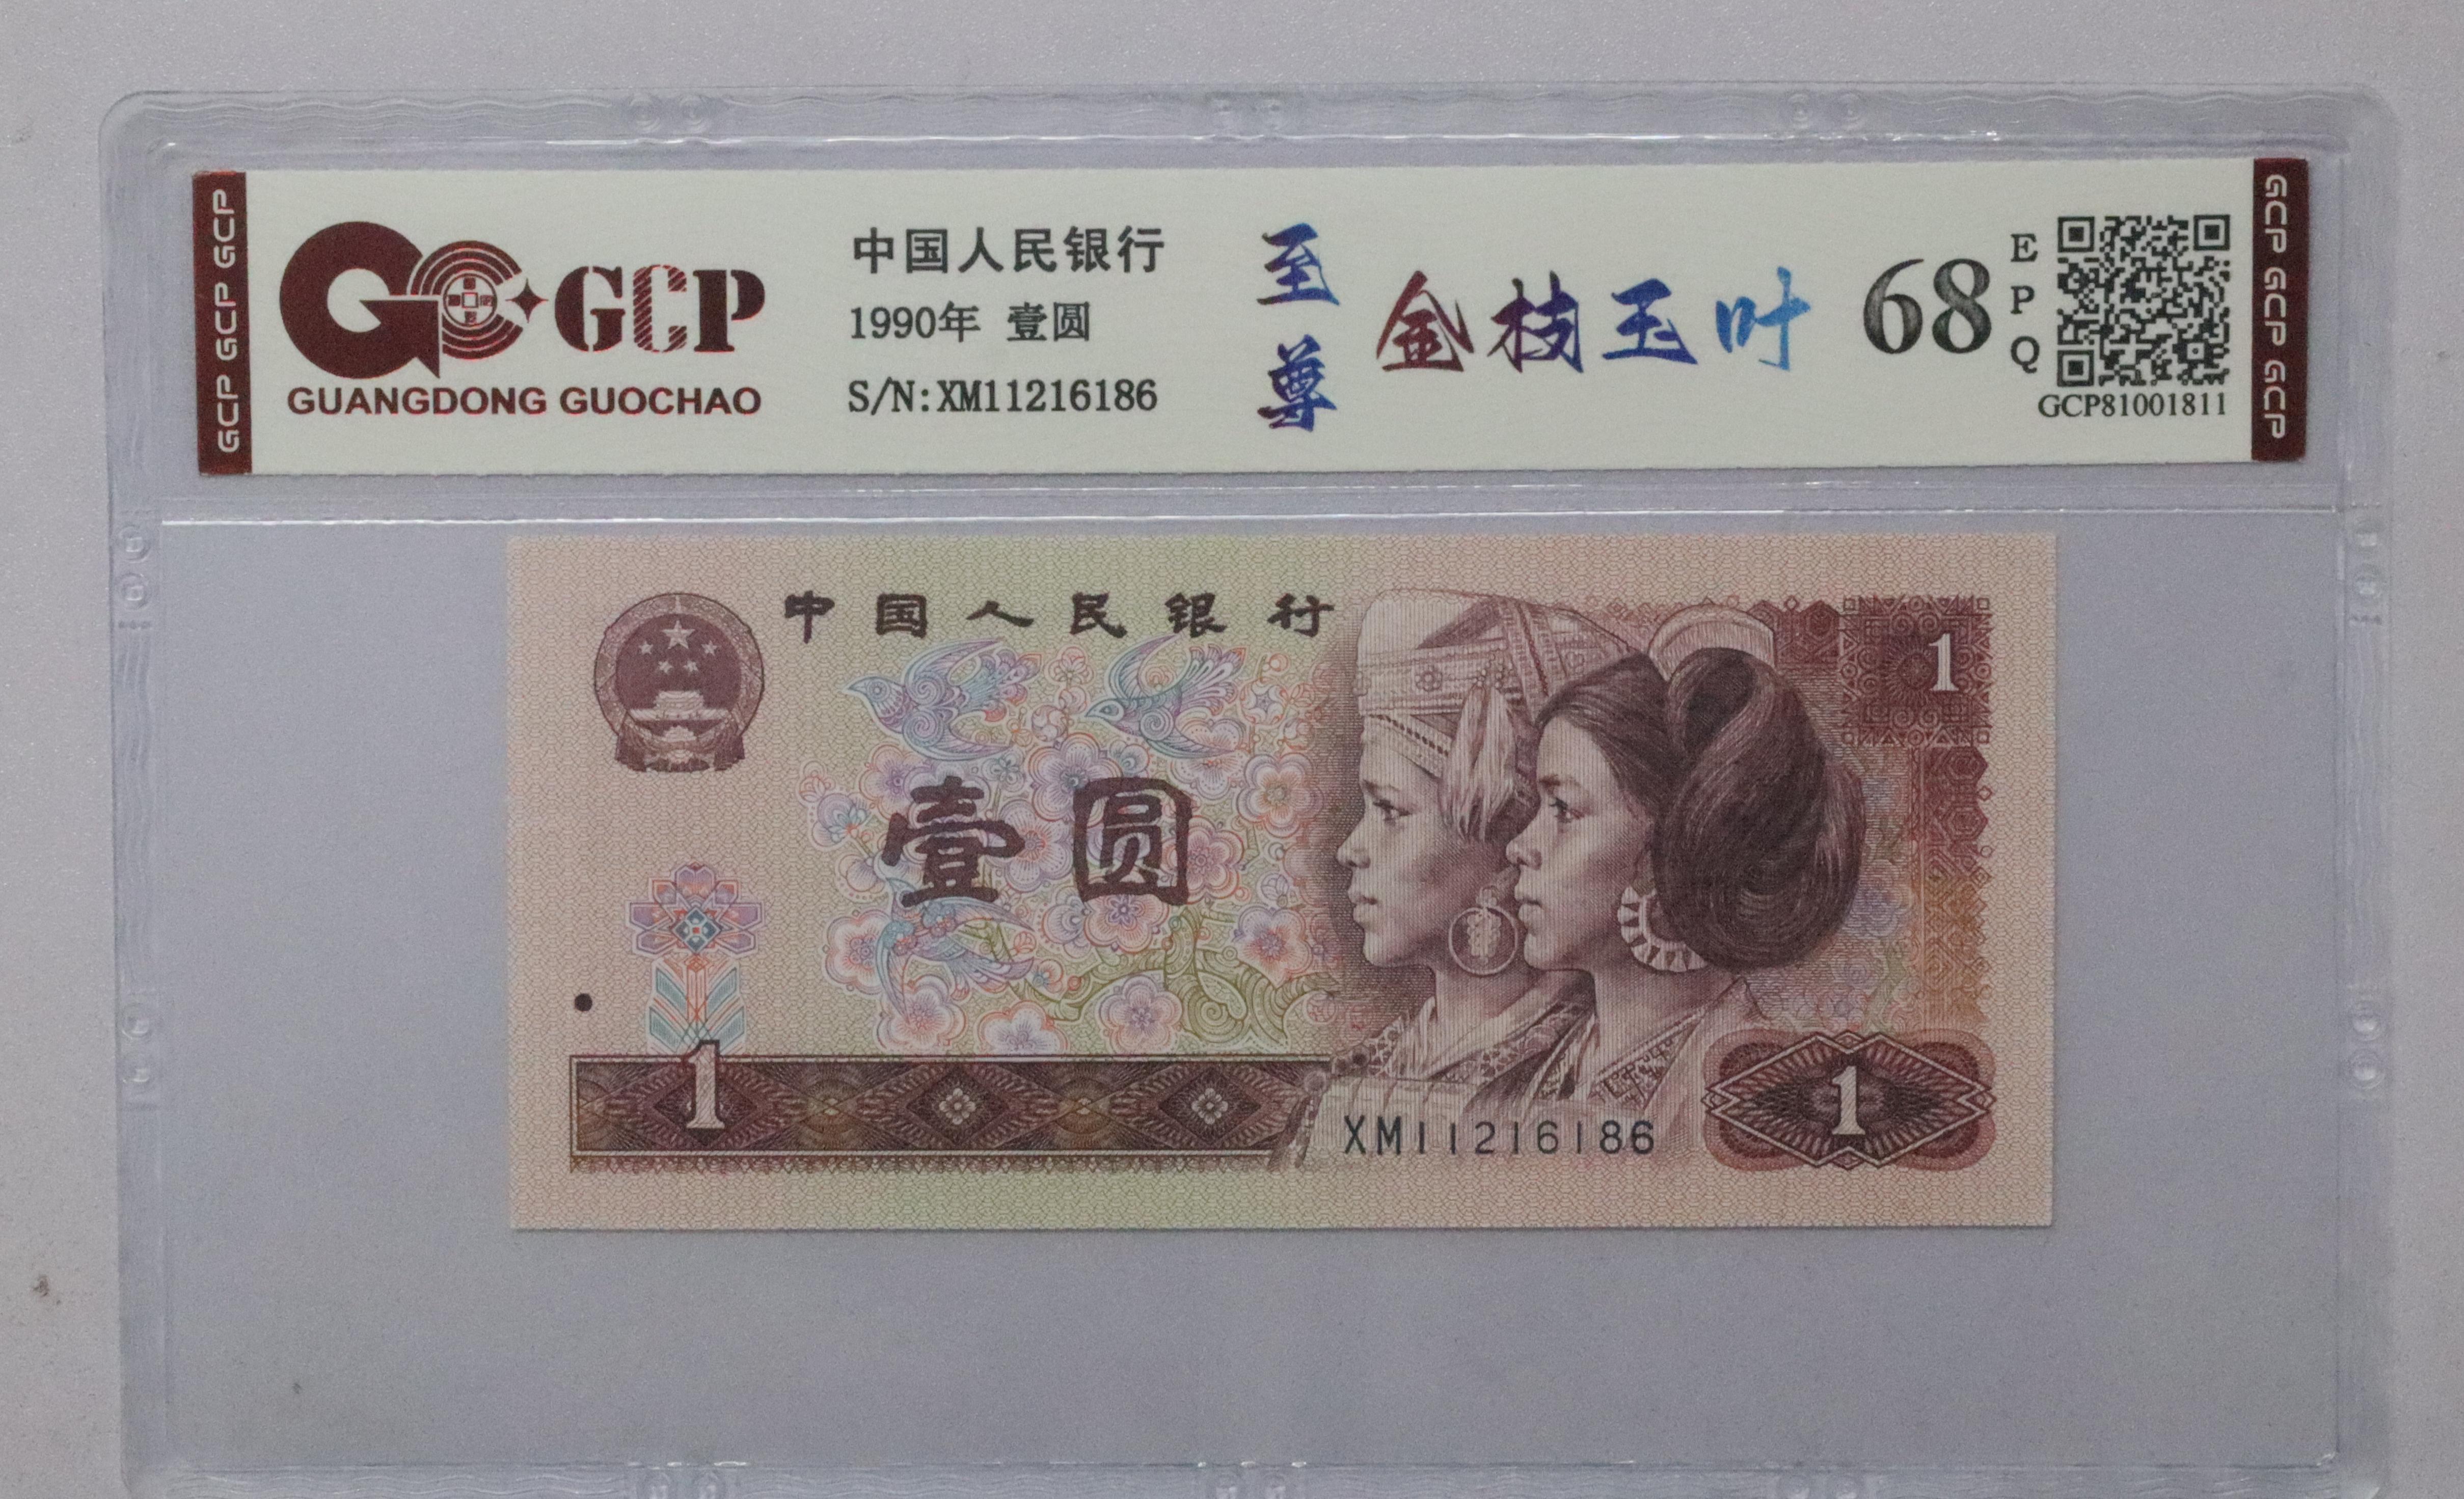 GCP GCP GCP
GCP
GUANGDONG GUOCHAO
中国人民银行
1990年 壹圆
S/N:XM11216186
至尊
金枝玉叶
68
EPQ
GCP81001811
GCP GCP GCP
中国人民银行
1
壹圆
1
XM11216186
1